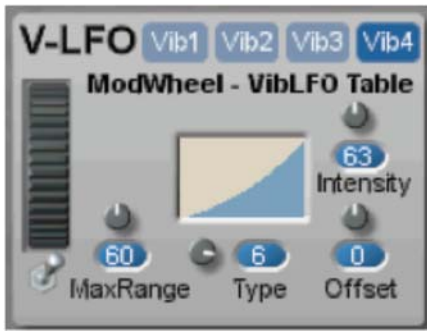 V-LFO Vib1 Vib2 Vib3 Vib4
ModWheel - VibLFO Table
63
Intensity
60 6 0
MaxRange Type Offset